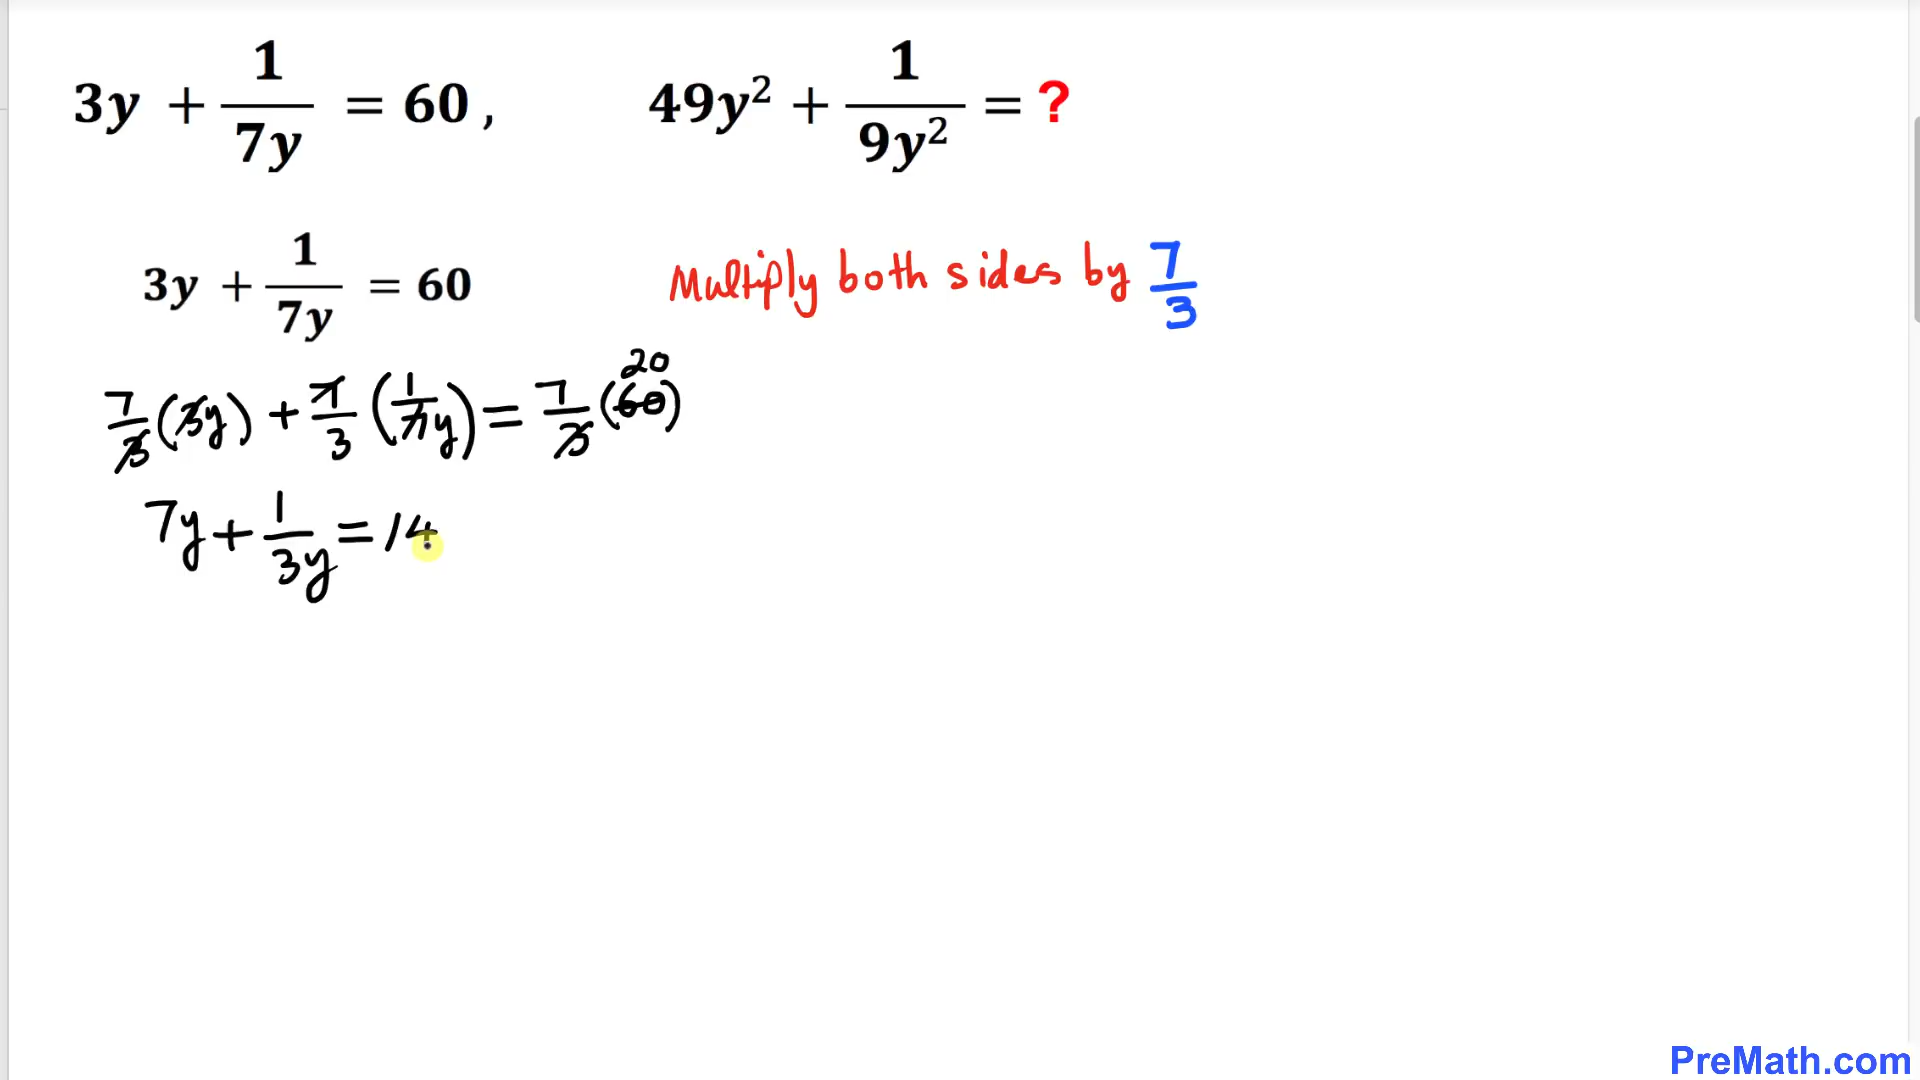 3y + 1/7y = 60, 49y² + 1/9y² = ?
3y + 1/7y = 60 Multiply both sides by 7/3
20
7/3(3y) + 7/3(1/7y) = 7/3(60)
7y + 1/3y = 14
PreMath.com